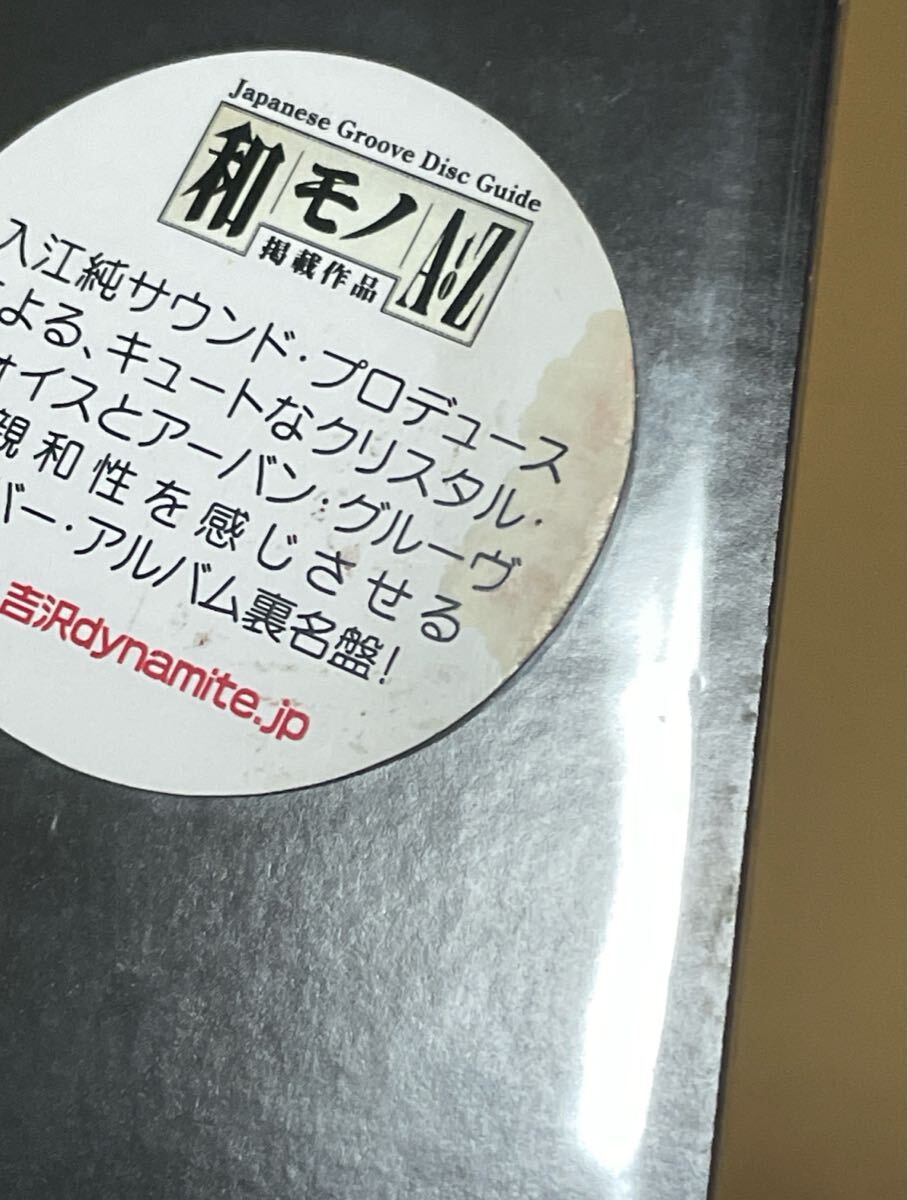 Japanese Groove Disc Guide
和モノ AtoZ
掲載作品
入江純サウンド・プロデュース
よる、キュートなクリスタル・
オイスとアーバン・グルーヴ
親和性を感じさせる
バー・アルバム裏名盤!
吉沢dynamite.jp